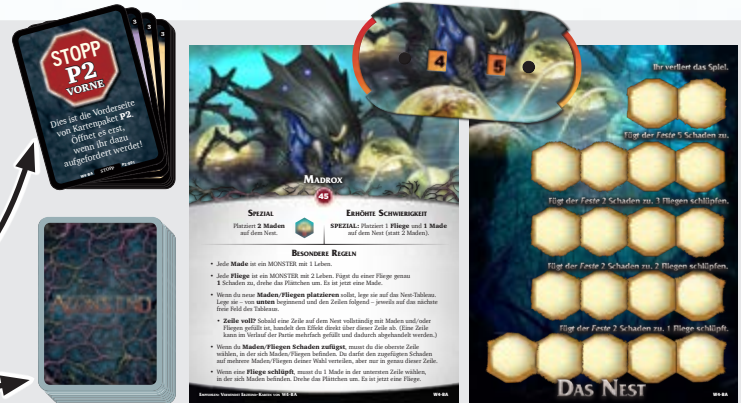 STOPP
P2
VORNE
Dies ist die Vorderseite
von Kartenpaket P2.
Öffnet es erst,
wenn ihr dazu
aufgefordert werdet!
W4-BA STOPP
3
3
3
4
5
MADROX
45
SPEZIAL
Platziert 2 Maden
auf dem Nest.
ERHÖHTE SCHWIERIGKEIT
SPEZIAL: Platziert 1 Fliege und 1 Made
auf dem Nest (statt 2 Maden).
BESONDERE REGELN
• Jede Made ist ein MONSTER mit 1 Leben.
• Jede Fliege ist ein MONSTER mit 2 Leben. Fügst du einer Fliege genau
1 Schaden zu, drehe das Plättchen um. Es ist jetzt eine Made.
• Wenn du neue Maden/Fliegen platzieren sollst, lege sie auf das Nest-Tableau.
Lege sie – von unten beginnend und den Zeilen folgend – jeweils auf das nächste
freie Feld des Tableaus.
• Zeile voll? Sobald eine Zeile auf dem Nest vollständig mit Maden und/oder
Fliegen gefüllt ist, handelt den Effekt direkt über dieser Zeile ab. (Eine Zeile
kann im Verlauf der Partie mehrfach gefüllt und dadurch abgehandelt werden.)
• Wenn du Maden/Fliegen Schaden zufügst, musst du die oberste Zeile
wählen, in der sich Maden/Fliegen befinden. Du darfst den zugefügten Schaden
auf mehrere Maden/Fliegen deiner Wahl verteilen, aber nur in genau dieser Zeile.
• Wenn eine Fliege schlüpft, musst du 1 Made in der untersten Zeile wählen,
in der sich Maden befinden. Drehe das Plättchen um. Es ist jetzt eine Fliege.
W4-BA
Ihr verliert das Spiel.
Fügt der Feste 5 Schaden zu.
Fügt der Feste 2 Schaden zu. 3 Fliegen schlüpfen.
Fügt der Feste 2 Schaden zu. 2 Fliegen schlüpfen.
Fügt der Feste 2 Schaden zu. 1 Fliege schlüpft.
DAS NEST
W4-BA